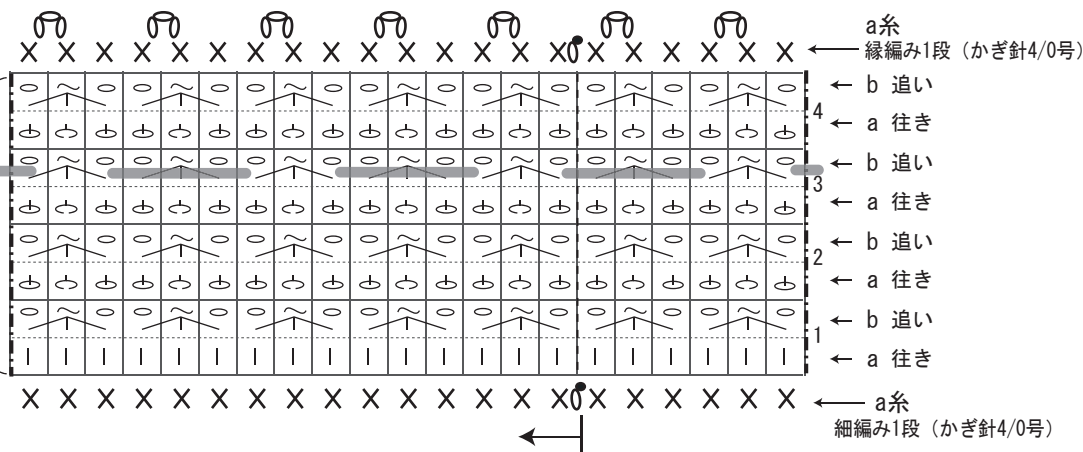 a糸
縁編み1段（かぎ針4/0号）
b 追い
4
a 往き
b 追い
3
a 往き
b 追い
2
a 往き
b 追い
1
a 往き
a糸
細編み1段（かぎ針4/0号）